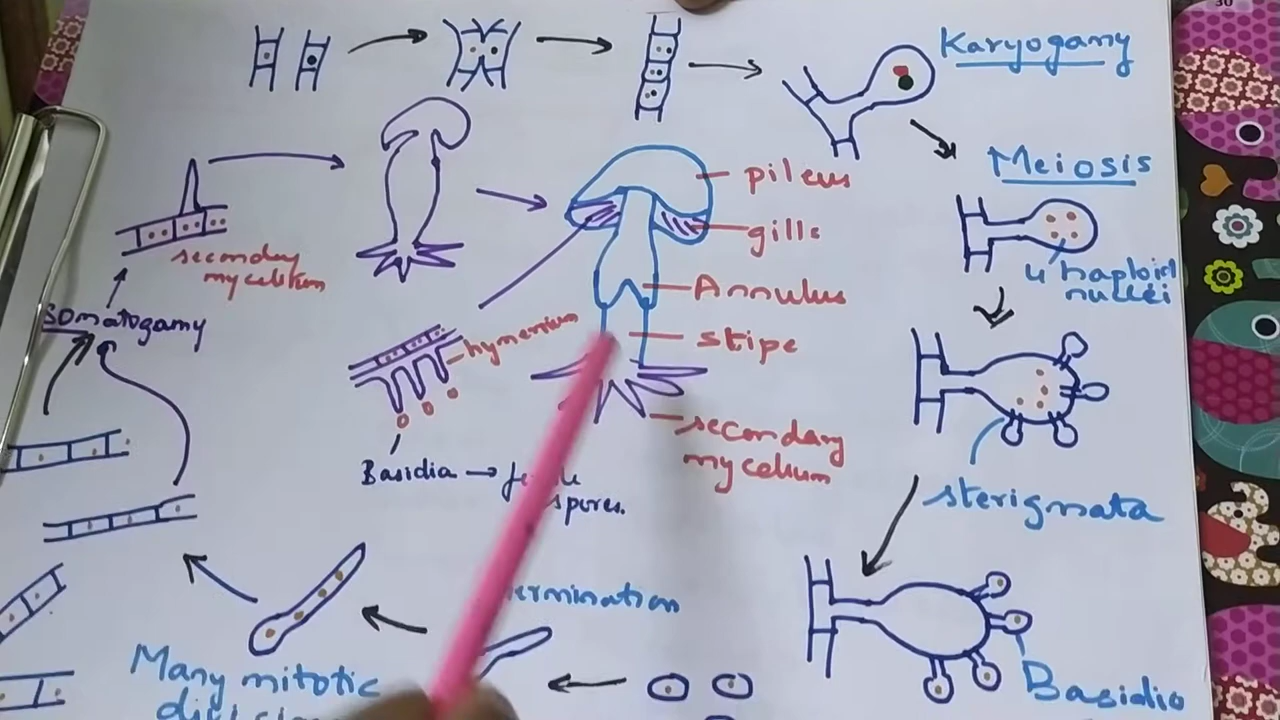 30
Karyogamy
Meiosis
pileus
gills
secondary
mycelium
4 haploid
nuclei
Annulus
somatogamy
hymenium
stipe
secondary
mycelium
Basidia → 
spores.
sterigmata
Many mitotic
Basidio